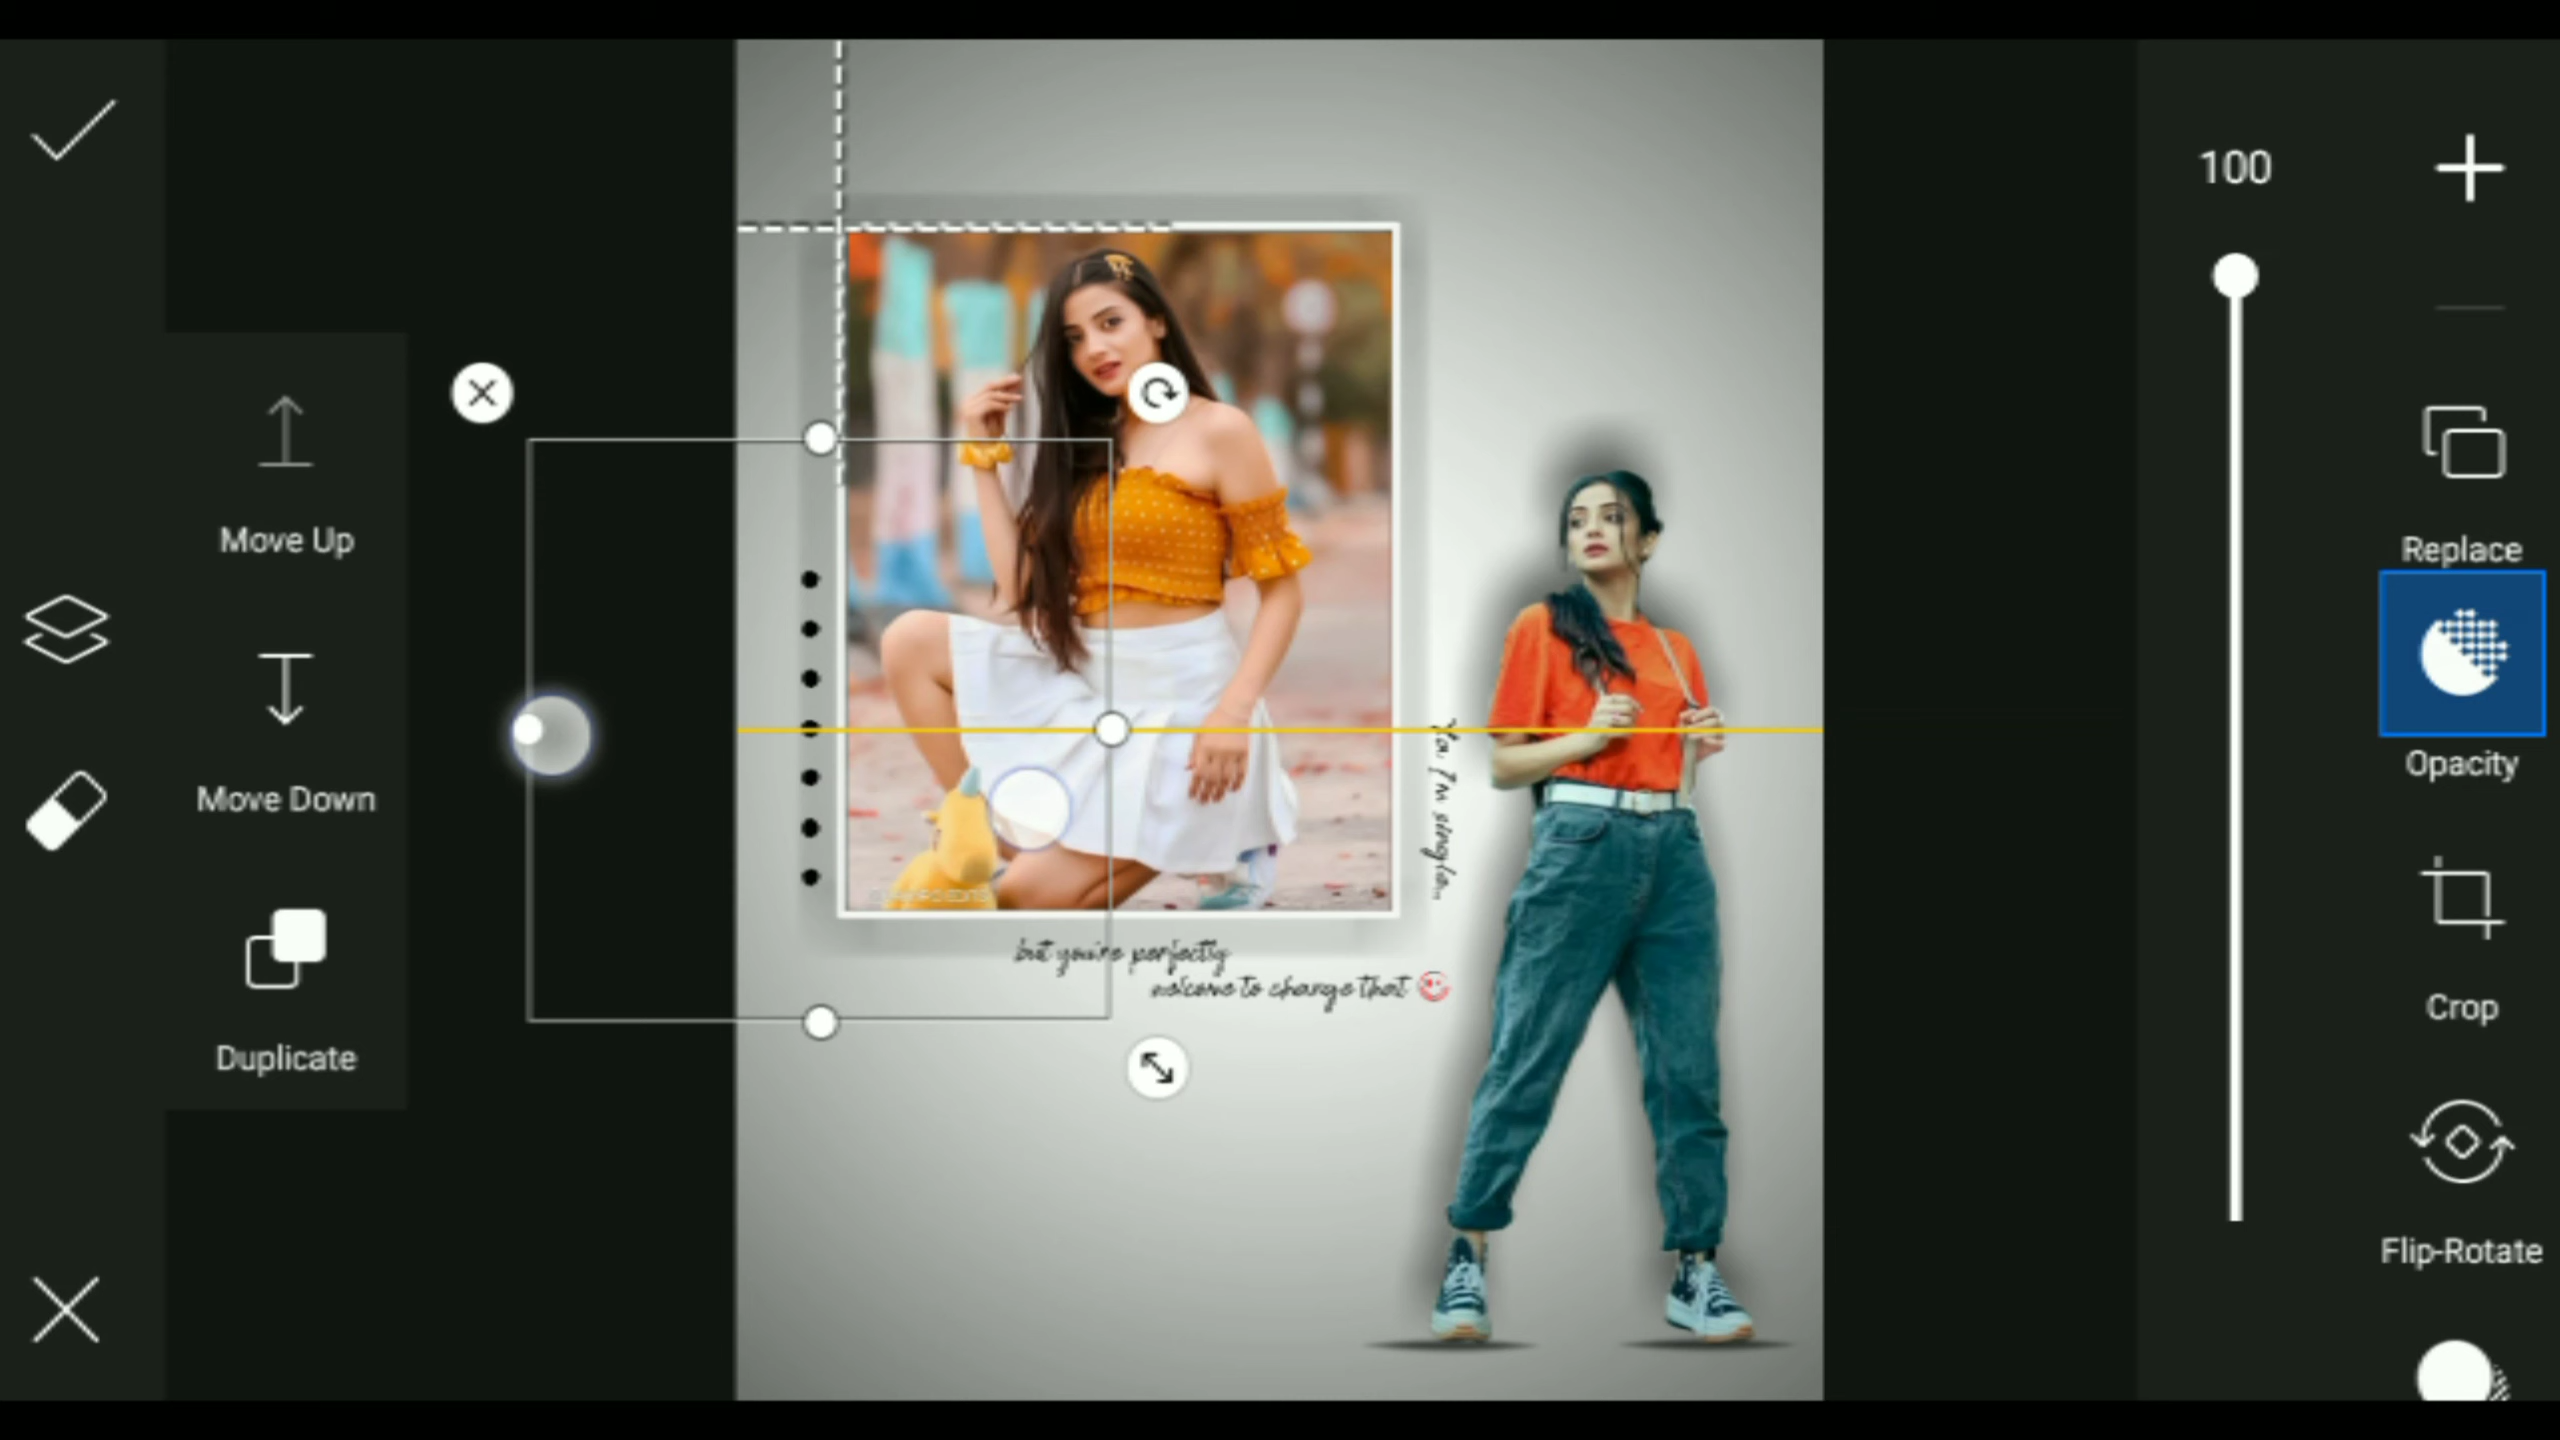 100
Move Up
Replace
Move Down
Opacity
Duplicate
Crop
Flip-Rotate
Ya, I'm single...
but you're perfectly
welcome to change that